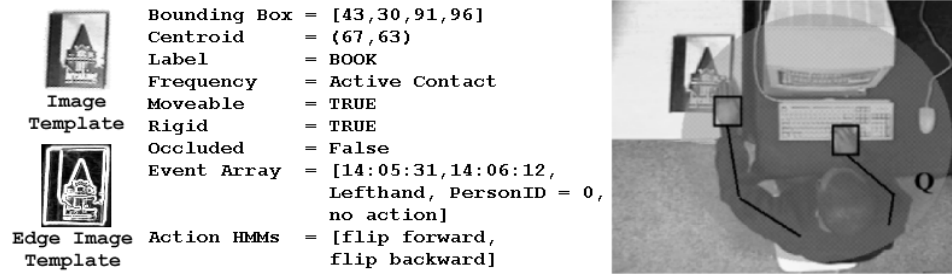 Image
Template
Edge Image
Template
Bounding Box = [43,30,91,96]
Centroid = (67,63)
Label = BOOK
Frequency = Active Contact
Moveable = TRUE
Rigid = TRUE
Occluded = False
Event Array = [14:05:31,14:06:12,
Lefthand, PersonID = 0,
no action]
Action HMMs = [flip forward,
flip backward]
Q